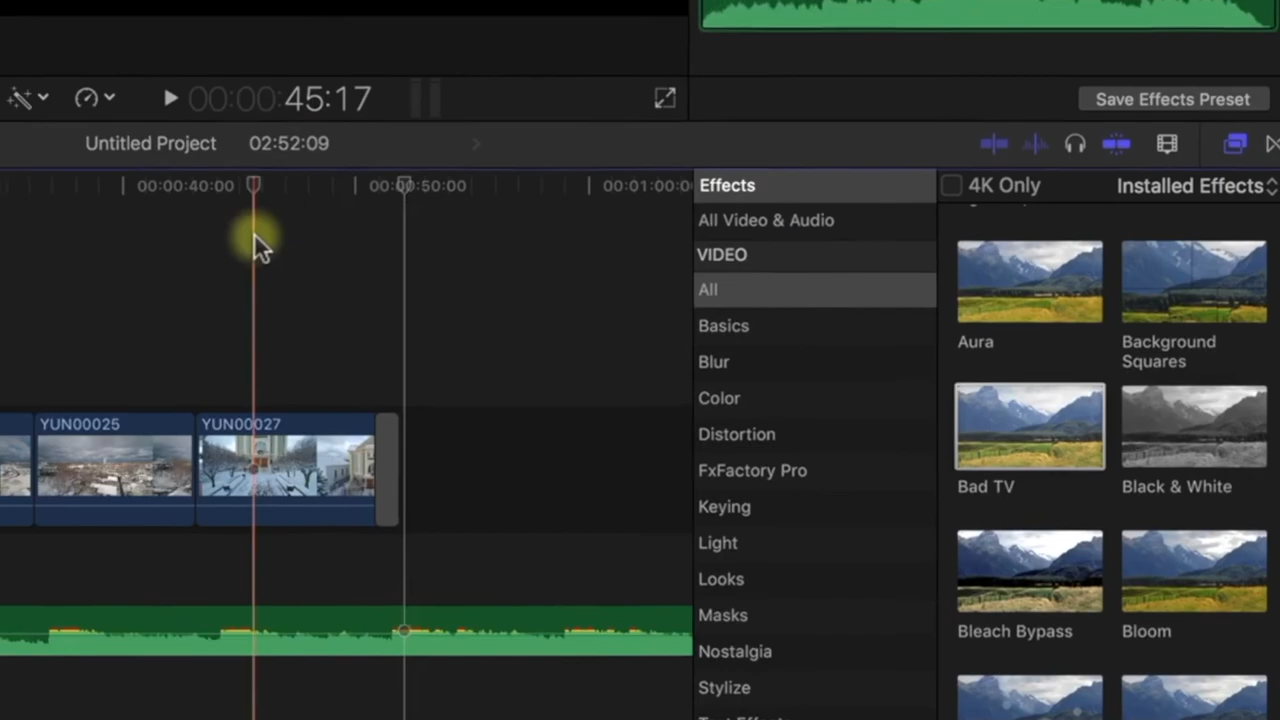 00:00:45:17
Save Effects Preset
Untitled Project 02:52:09
00:00:40:00
00:00:50:00
00:01:00:0
Effects
4K Only
Installed Effects
All Video & Audio
VIDEO
All
Basics
Blur
Color
Distortion
FxFactory Pro
Keying
Light
Looks
Masks
Nostalgia
Stylize
Aura
Background
Squares
Bad TV
Black & White
Bleach Bypass
Bloom
YUN00025
YUN00027